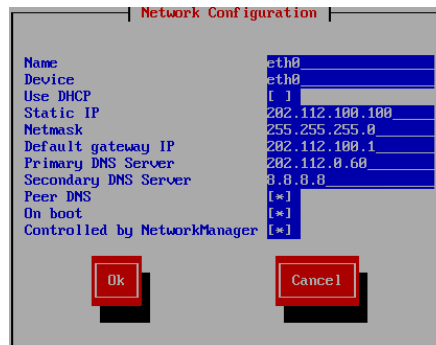 Network Configuration
Name eth0
Device eth0
Use DHCP [ ]
Static IP 202.112.100.100
Netmask 255.255.255.0
Default gateway IP 202.112.100.1
Primary DNS Server 202.112.0.60
Secondary DNS Server 8.8.8.8
Peer DNS [*]
On boot [*]
Controlled by NetworkManager [*]
Ok Cancel